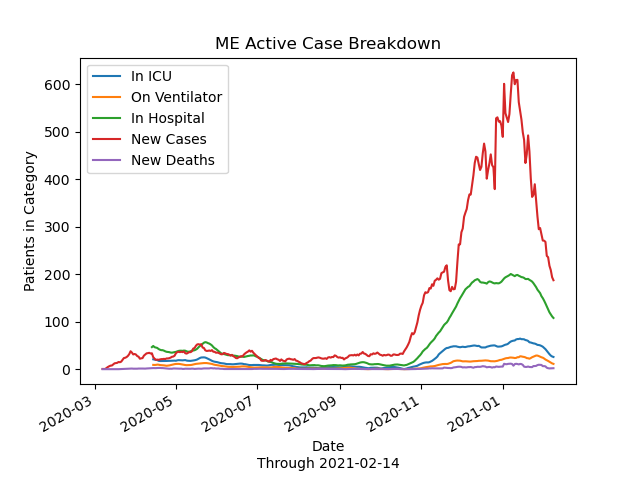 ME Active Case Breakdown
In ICU
On Ventilator
In Hospital
New Cases
New Deaths
Patients in Category
600
500
400
300
200
100
0
2020-03
2020-05
2020-07
2020-09
2020-11
2021-01
Date
Through 2021-02-14